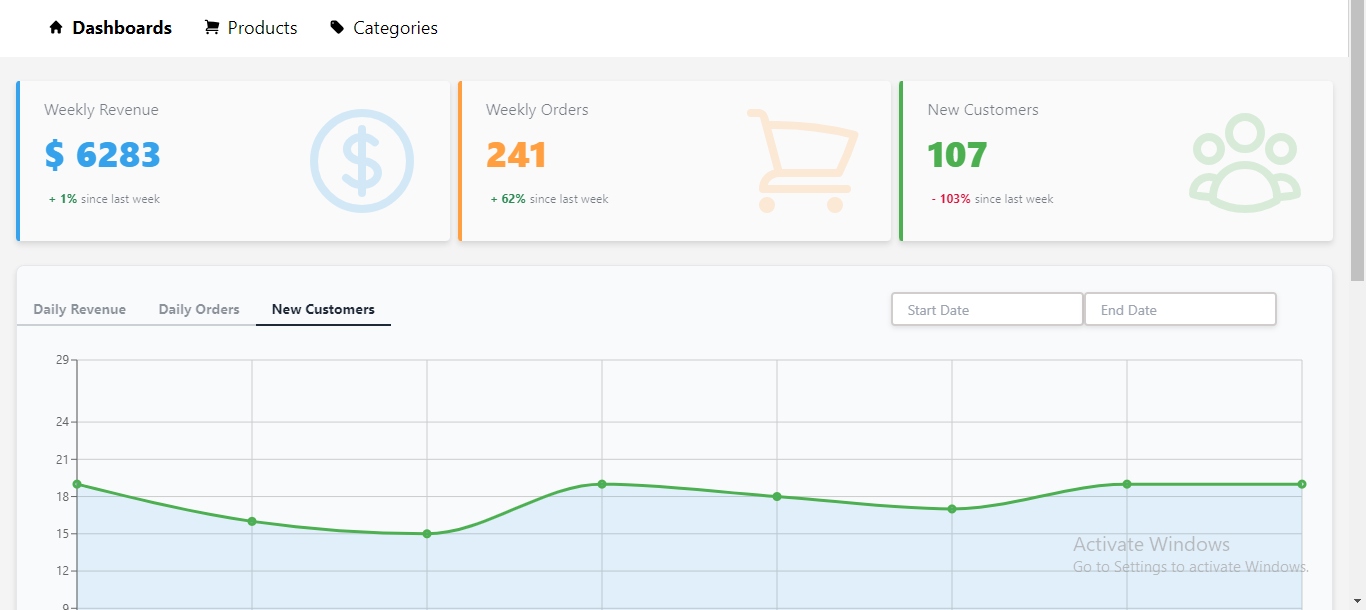 Dashboards Products Categories
Weekly Revenue
$ 6283
+ 1% since last week
Weekly Orders
241
+ 62% since last week
New Customers
107
- 103% since last week
Daily Revenue Daily Orders New Customers
Start Date End Date
29
24
21
18
15
12
9
Activate Windows
Go to Settings to activate Windows.